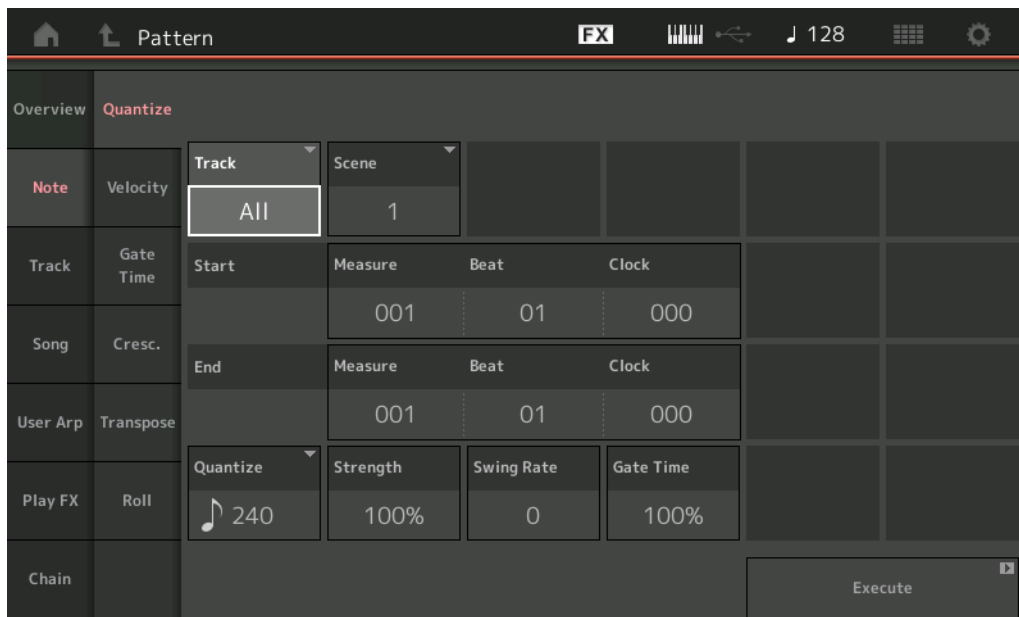 Pattern FX ♩ 128
Overview Quantize
Track Scene
Note Velocity
All 1
Track Gate Time Start Measure Beat Clock
001 01 000
Song Cresc.
End Measure Beat Clock
001 01 000
User Arp Transpose
Quantize Strength Swing Rate Gate Time
Play FX Roll
♪ 240 100% 0 100%
Chain Execute